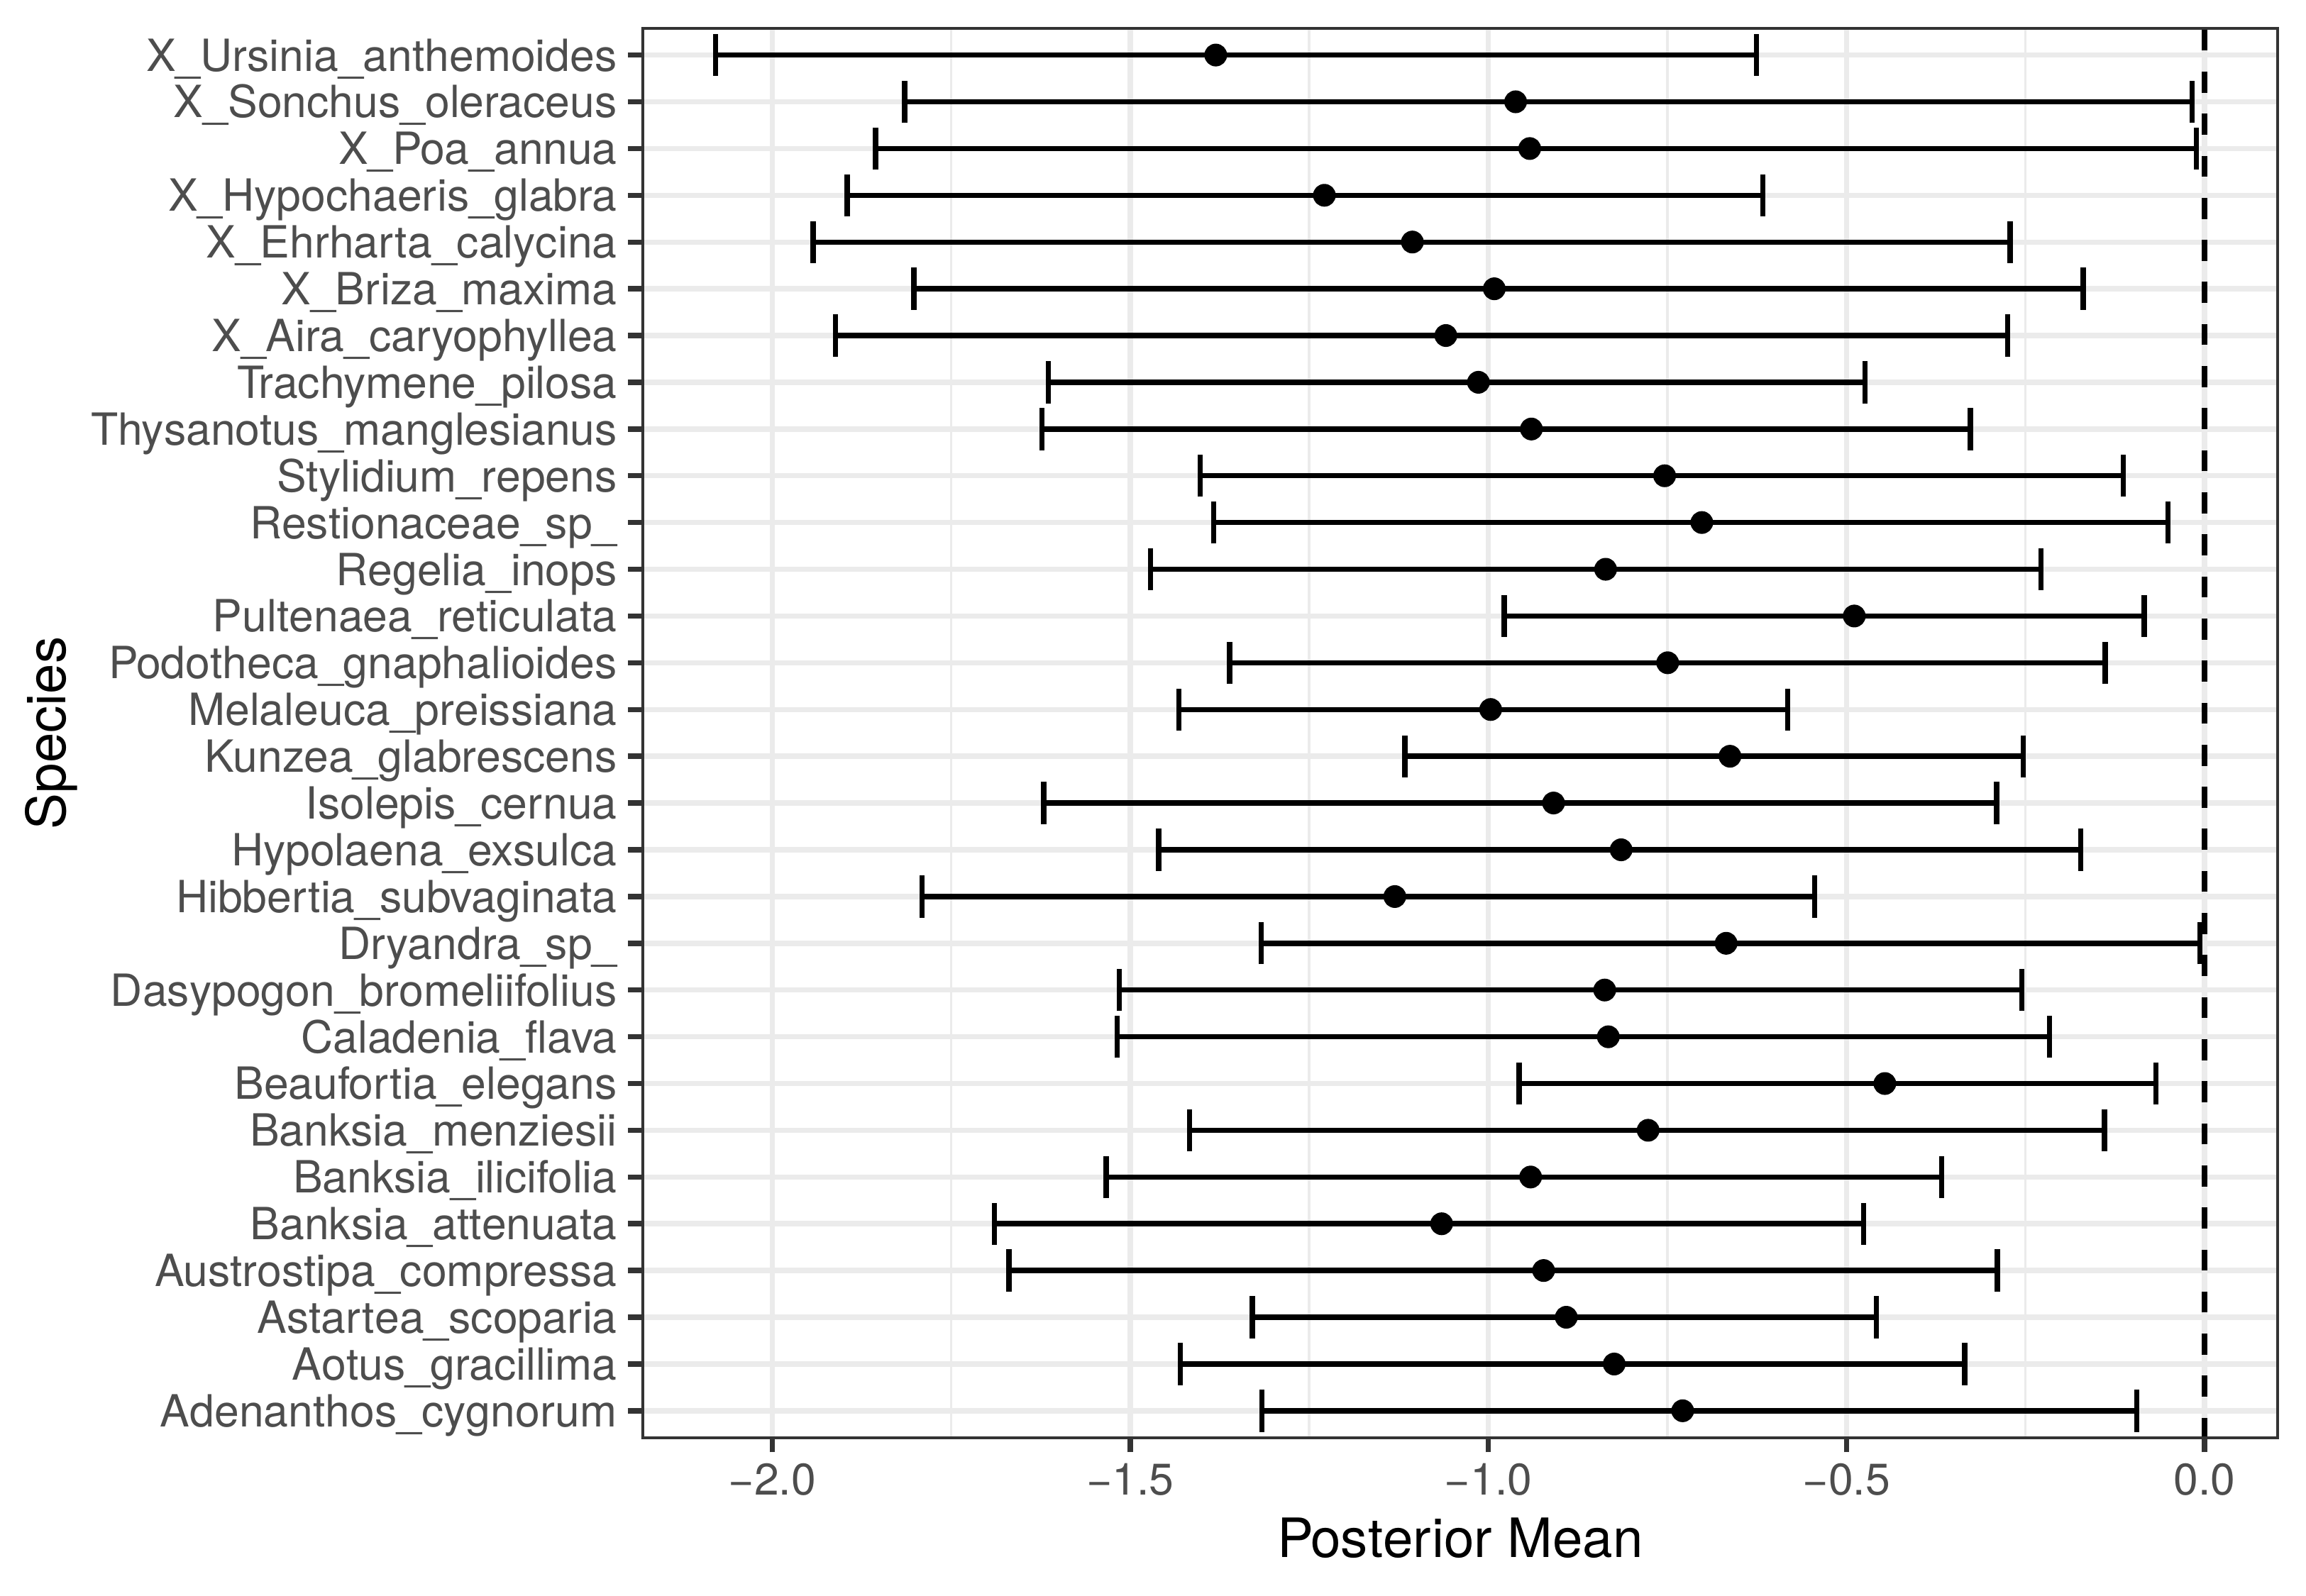 X_Ursinia_anthemoides
X_Sonchus_oleraceus
X_Poa_annua
X_Hypochaeris_glabra
X_Ehrharta_calycina
X_Briza_maxima
X_Aira_caryophyllea
Trachymene_pilosa
Thysanotus_manglesianus
Stylidium_repens
Restionaceae_sp_
Regelia_inops
Pultenaea_reticulata
Podotheca_gnaphalioides
Melaleuca_preissiana
Kunzea_glabrescens
Isolepis_cernua
Hypolaena_exsulca
Hibbertia_subvaginata
Dryandra_sp_
Dasypogon_bromeliifolius
Caladenia_flava
Beaufortia_elegans
Banksia_menziesii
Banksia_ilicifolia
Banksia_attenuata
Austrostipa_compressa
Astartea_scoparia
Aotus_gracillima
Adenanthos_cygnorum
Species
−2.0 −1.5 −1.0 −0.5 0.0
Posterior Mean